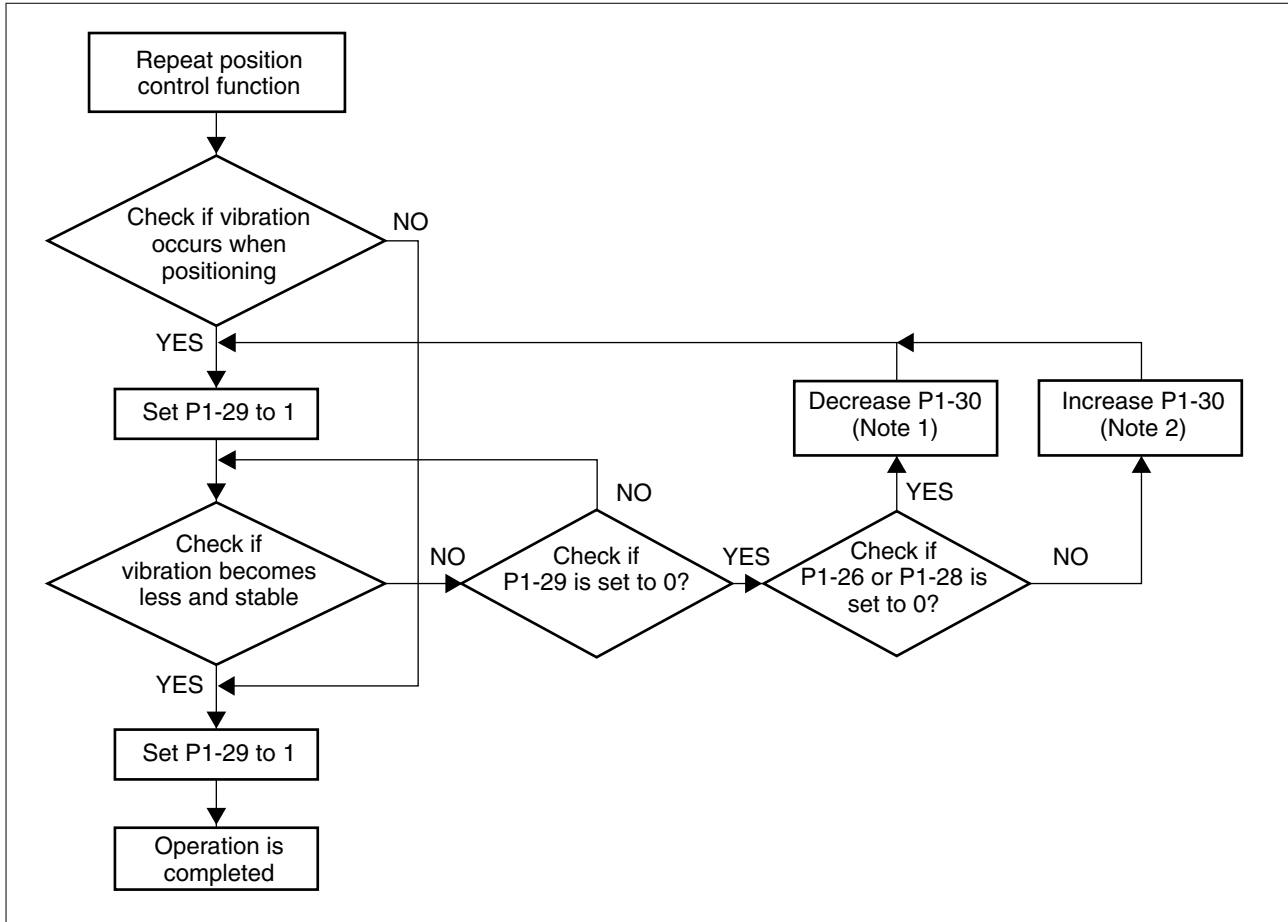 Repeat position
control function
Check if vibration
occurs when
positioning
NO
YES
Set P1-29 to 1
Decrease P1-30
(Note 1)
Increase P1-30
(Note 2)
NO
YES
Check if
vibration becomes
less and stable
NO
Check if
P1-29 is set to 0?
YES
Check if
P1-26 or P1-28 is
set to 0?
NO
YES
Set P1-29 to 1
Operation is
completed